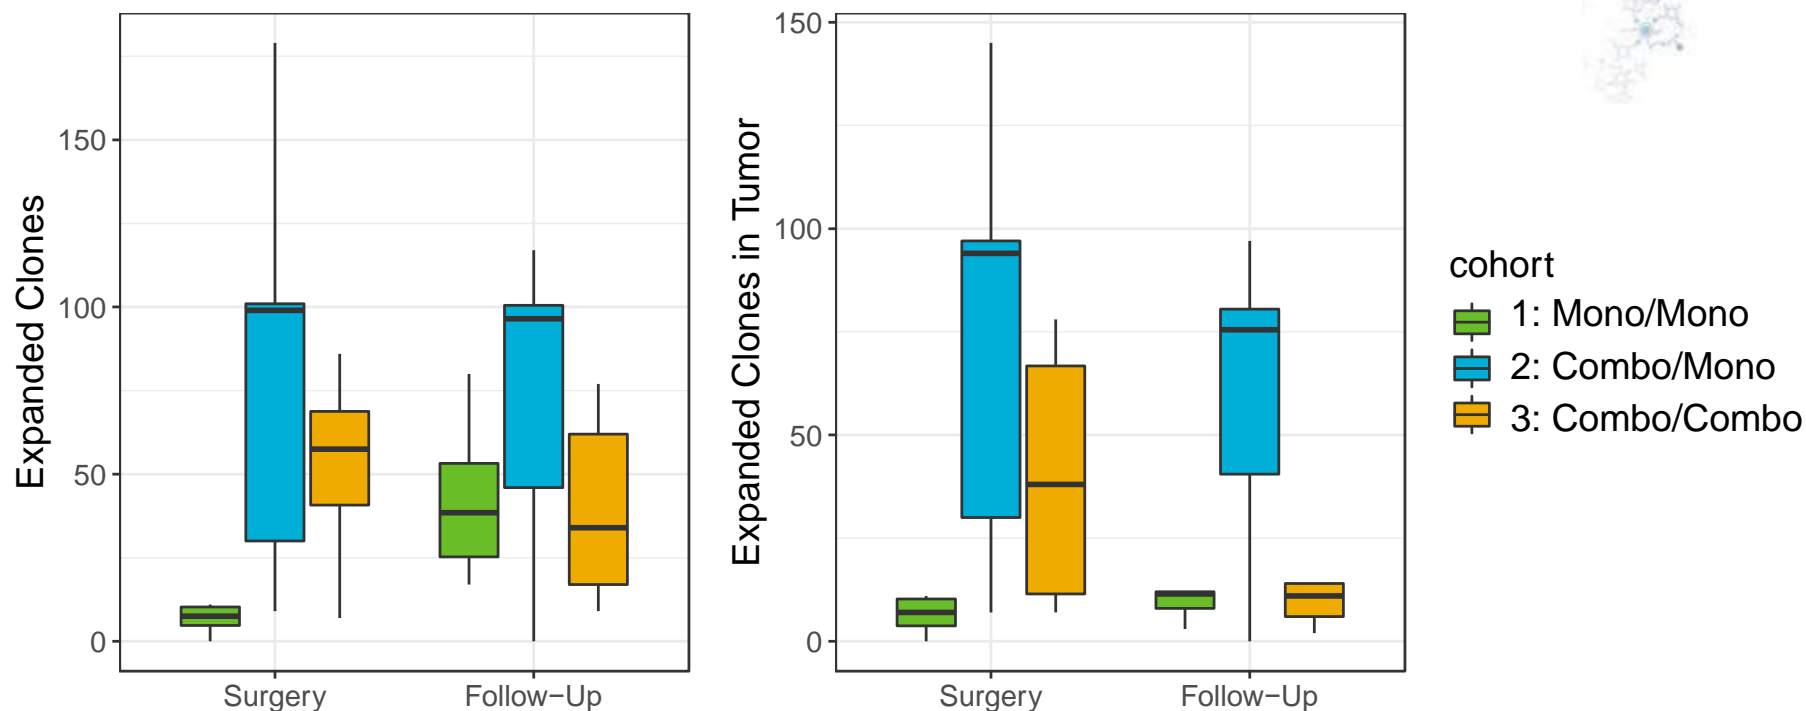 Expanded Clones
150
100
50
0
Surgery
Follow−Up
Expanded Clones in Tumor
150
100
50
0
Surgery
Follow−Up
cohort
1: Mono/Mono
2: Combo/Mono
3: Combo/Combo